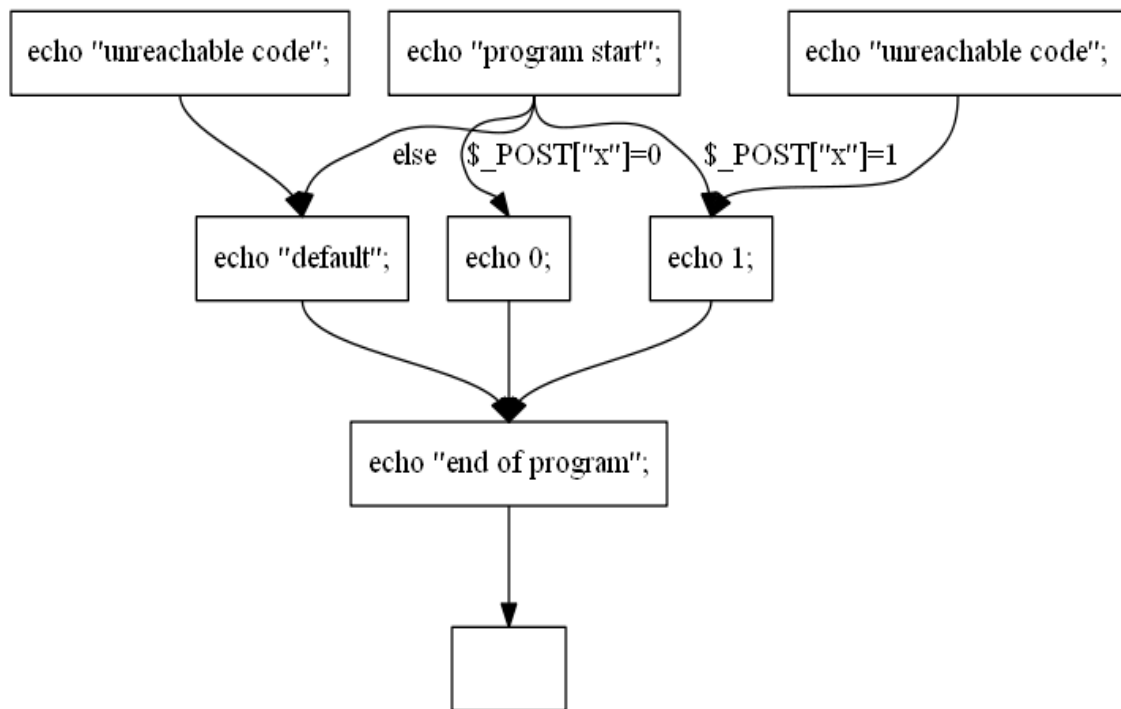 echo "unreachable code";
echo "program start";
echo "unreachable code";
else
$_POST["x"]=0
$_POST["x"]=1
echo "default";
echo 0;
echo 1;
echo "end of program";